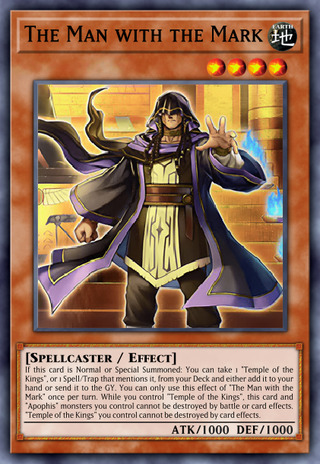 The Man with the Mark
EARTH
地
[Spellcaster / Effect]
If this card is Normal or Special Summoned: You can take 1 "Temple of the
Kings", or 1 Spell/Trap that mentions it, from your Deck and either add it to your
hand or send it to the GY. You can only use this effect of "The Man with the
Mark" once per turn. While you control "Temple of the Kings", this card and
"Apophis" monsters you control cannot be destroyed by battle or card effects.
"Temple of the Kings" you control cannot be destroyed by card effects.
ATK/1000 DEF/1000